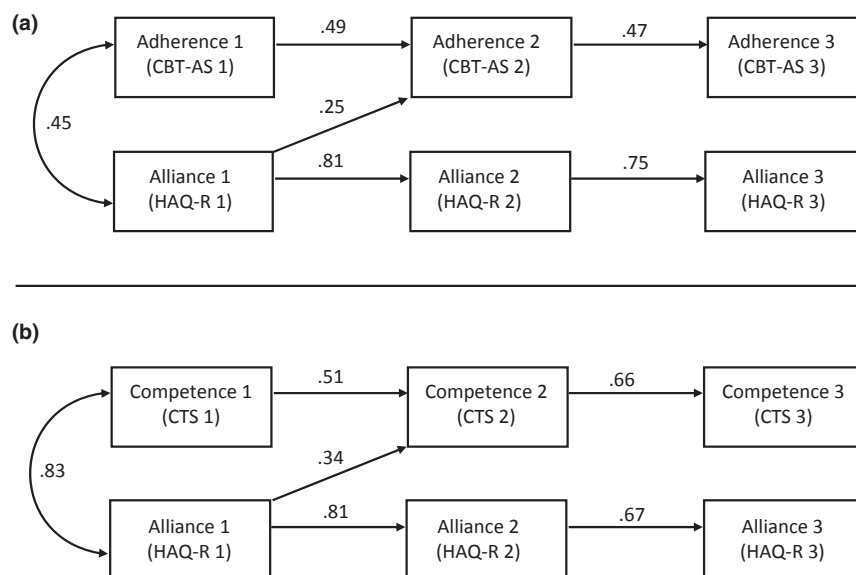 (a)
Adherence 1
(CBT-AS 1)
.49
Adherence 2
(CBT-AS 2)
.47
Adherence 3
(CBT-AS 3)
.45
.25
Alliance 1
(HAQ-R 1)
.81
Alliance 2
(HAQ-R 2)
.75
Alliance 3
(HAQ-R 3)
(b)
Competence 1
(CTS 1)
.51
Competence 2
(CTS 2)
.66
Competence 3
(CTS 3)
.83
.34
Alliance 1
(HAQ-R 1)
.81
Alliance 2
(HAQ-R 2)
.67
Alliance 3
(HAQ-R 3)